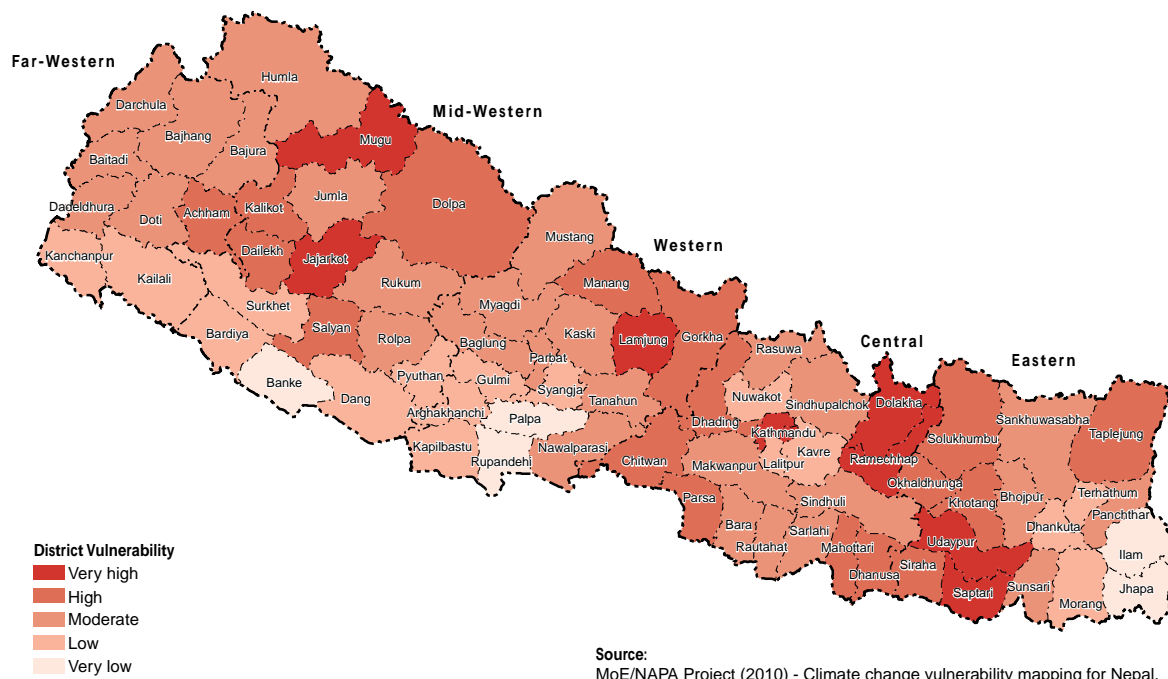 Far-Western
Humla
Darchula
Mid-Western
Bajhang
Mugu
Bajura
Baitadi
Jumla
Dolpa
Dadeldhura
Doti
Achham
Kalikot
Mustang
Western
Kanchanpur
Dailekh
Jajarkot
Kailali
Rukum
Manang
Surkhet
Myagdi
Bardiya
Salyan
Rolpa
Baglung
Kaski
Lamjung
Gorkha
Parbat
Rasuwa
Central
Eastern
Banke
Dang
Pyuthan
Gulmi
Syangja
Tanahun
Nuwakot
Sindhupalchok
Dolakha
Sankhuwasabha
Arghakhanchi
Palpa
Dhading
Kathmandu
Solukhumbu
Taplejung
Kapilbastu
Rupandehi
Nawalparasi
Chitwan
Makwanpur
Lalitpur
Kavre
Ramechhap
Okhaldhunga
Khotang
Bhojpur
Terhathum
Panchthar
Parsa
Bara
Sindhuli
Sarlahi
Rautahat
Mahottari
Dhanusa
Siraha
Udaypur
Dhankuta
Ilam
Saptari
Sunsari
Morang
Jhapa
District Vulnerability
Very high
High
Moderate
Low
Very low
Source:
MoE/NAPA Project (2010) - Climate change vulnerability mapping for Nepal.